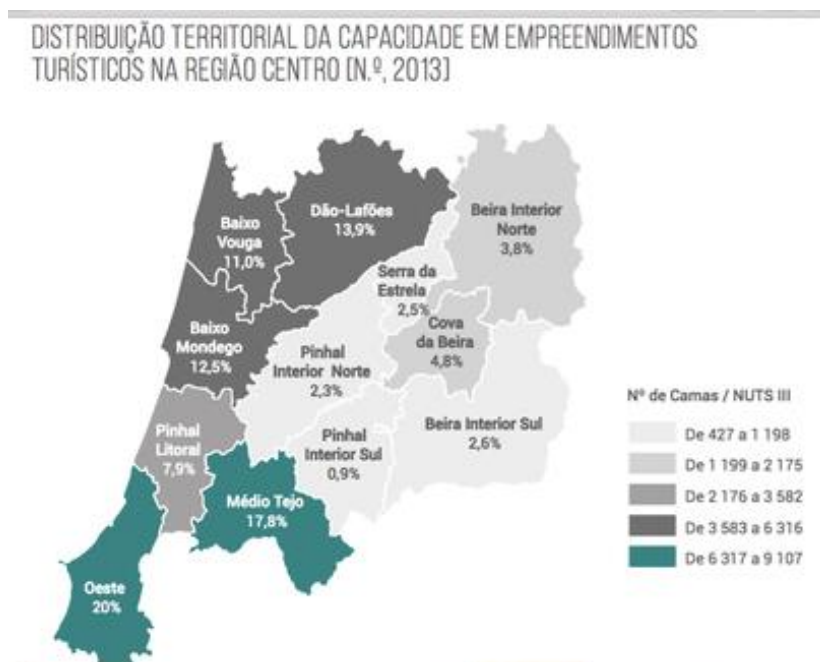 DISTRIBUIÇÃO TERRITORIAL DA CAPACIDADE EM EMPREENDIMENTOS
TURÍSTICOS NA REGIÃO CENTRO [N.º, 2013]
Baixo
Vouga
11,0%
Dão-Lafões
13,9%
Beira Interior
Norte
3,8%
Serra da
Estrela
2,5%
Cova
da Beira
4,8%
Baixo
Mondego
12,5%
Pinhal
Interior Norte
2,3%
Pinhal
Litoral
7,9%
Pinhal
Interior Sul
0,9%
Beira Interior Sul
2,6%
Médio Tejo
17,8%
Oeste
20%
Nº de Camas / NUTS III
De 427 a 1 198
De 1 199 a 2 175
De 2 176 a 3 582
De 3 583 a 6 316
De 6 317 a 9 107